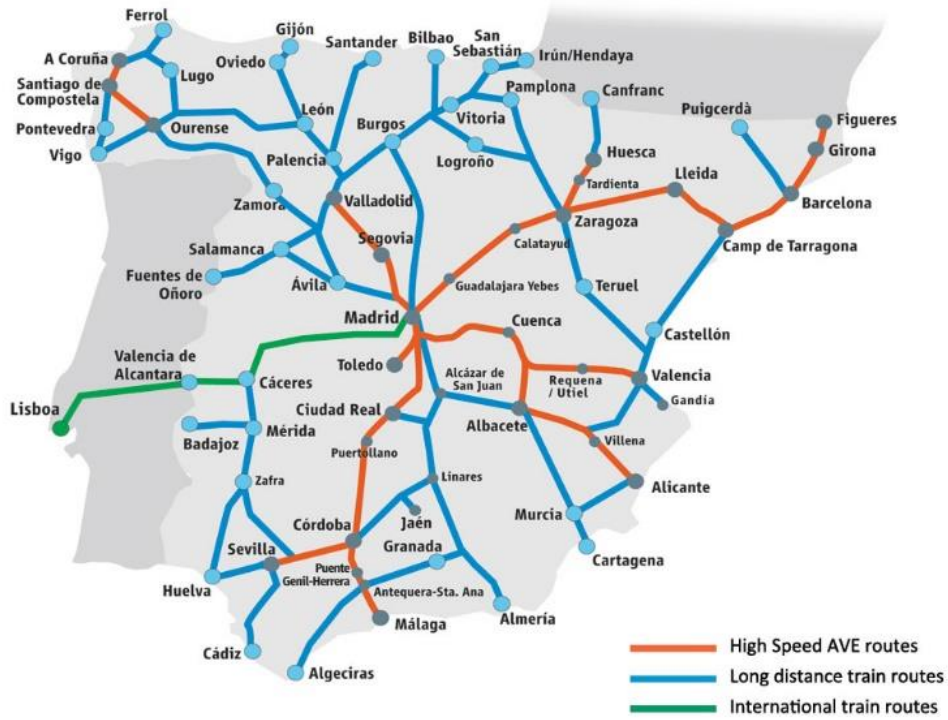 Ferrol
Gijón
Bilbao
San
Sebastián
Santander
A Coruña
Oviedo
Irún/Hendaya
Lugo
Santiago de
Compostela
Pamplona
Canfranc
León
Puigcerdà
Figueres
Pontevedra
Ourense
Burgos
Vitoria
Girona
Vigo
Palencia
Logroño
Huesca
Lleida
Tardienta
Zamora
Valladolid
Barcelona
Zaragoza
Segovia
Calatayud
Camp de Tarragona
Salamanca
Fuentes de
Oñoro
Ávila
Guadalajara Yebes
Teruel
Madrid
Cuenca
Castellón
Valencia de
Alcantara
Toledo
Alcázar de
San Juan
Requena
/ Utiel
Valencia
Cáceres
Gandía
Lisboa
Ciudad Real
Albacete
Badajoz
Mérida
Puertollano
Villena
Zafra
Linares
Alicante
Jaén
Murcia
Córdoba
Sevilla
Granada
Cartagena
Puente
Genil-Herrera
Huelva
Antequera-Sta. Ana
Almería
Málaga
Cádiz
Algeciras
High Speed AVE routes
Long distance train routes
International train routes